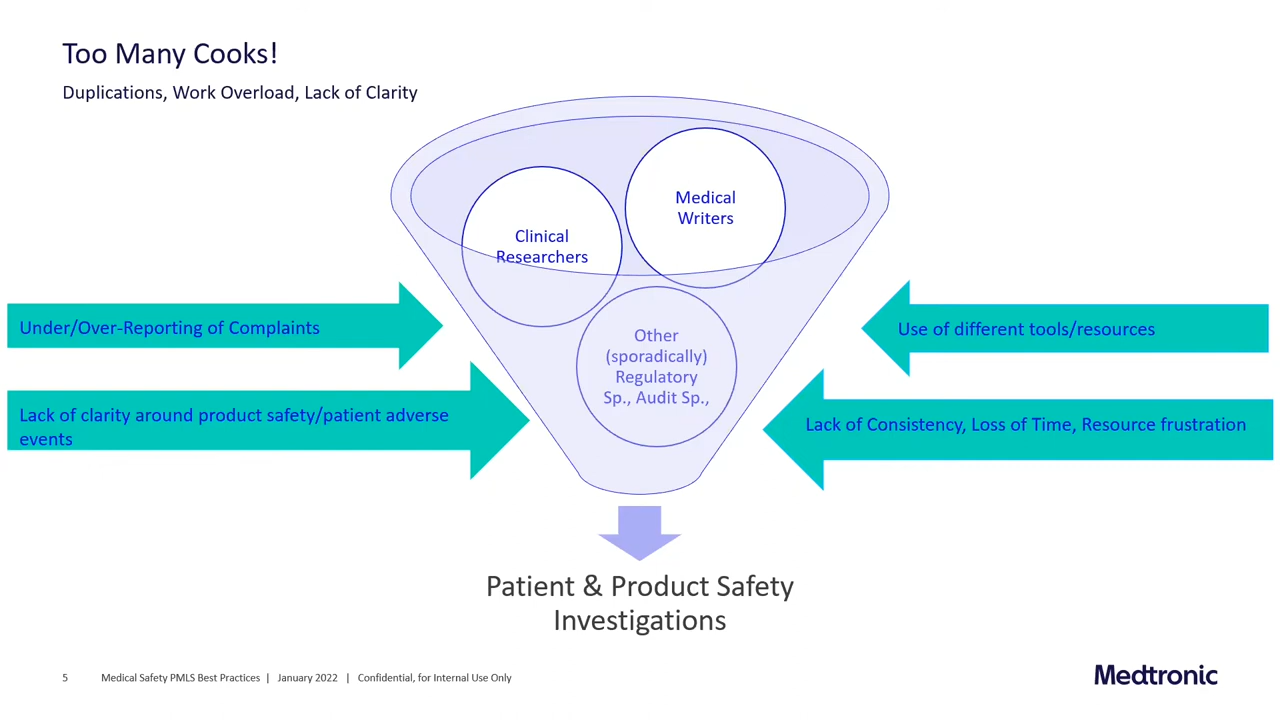 Too Many Cooks!
Duplications, Work Overload, Lack of Clarity
Medical
Writers
Clinical
Researchers
Under/Over-Reporting of Complaints
Use of different tools/resources
Other
(sporadically)
Regulatory
Sp., Audit Sp.,
Lack of clarity around product safety/patient adverse
events
Lack of Consistency, Loss of Time, Resource frustration
Patient & Product Safety
Investigations
5 Medical Safety PMLS Best Practices | January 2022 | Confidential, for Internal Use Only
Medtronic